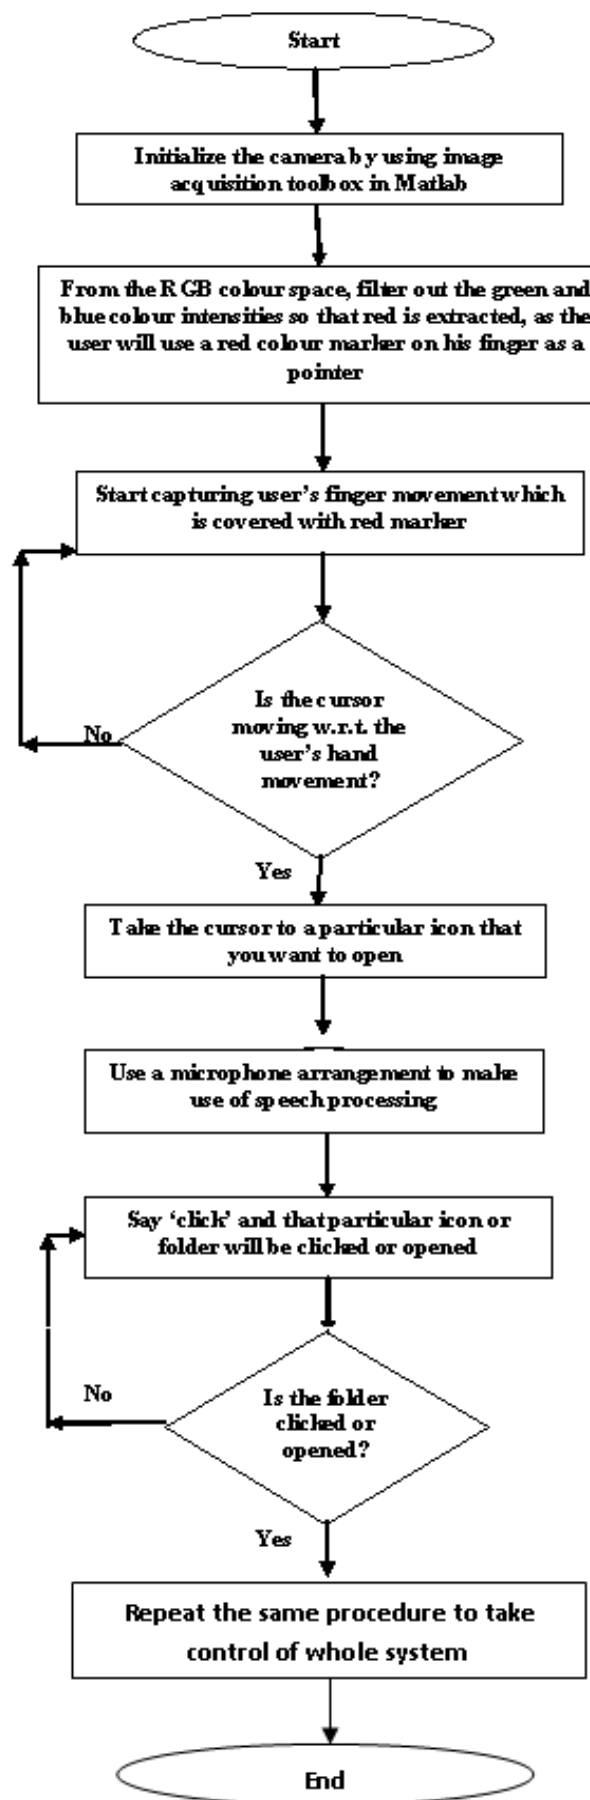 Start
Initialize the camera by using image
acquisition toolbox in Matlab
From the RGB colour space, filter out the green and
blue colour intensities so that red is extracted, as the
user will use a red colour marker on his finger as a
pointer
Start capturing user's finger movement which
is covered with red marker
Is the cursor
moving w.r.t. the
user's hand
movement?
No
Yes
Take the cursor to a particular icon that
you want to open
Use a microphone arrangement to make
use of speech processing
Say 'click' and that particular icon or
folder will be clicked or opened
No
Is the folder
clicked or
opened?
Yes
Repeat the same procedure to take
control of whole system
End